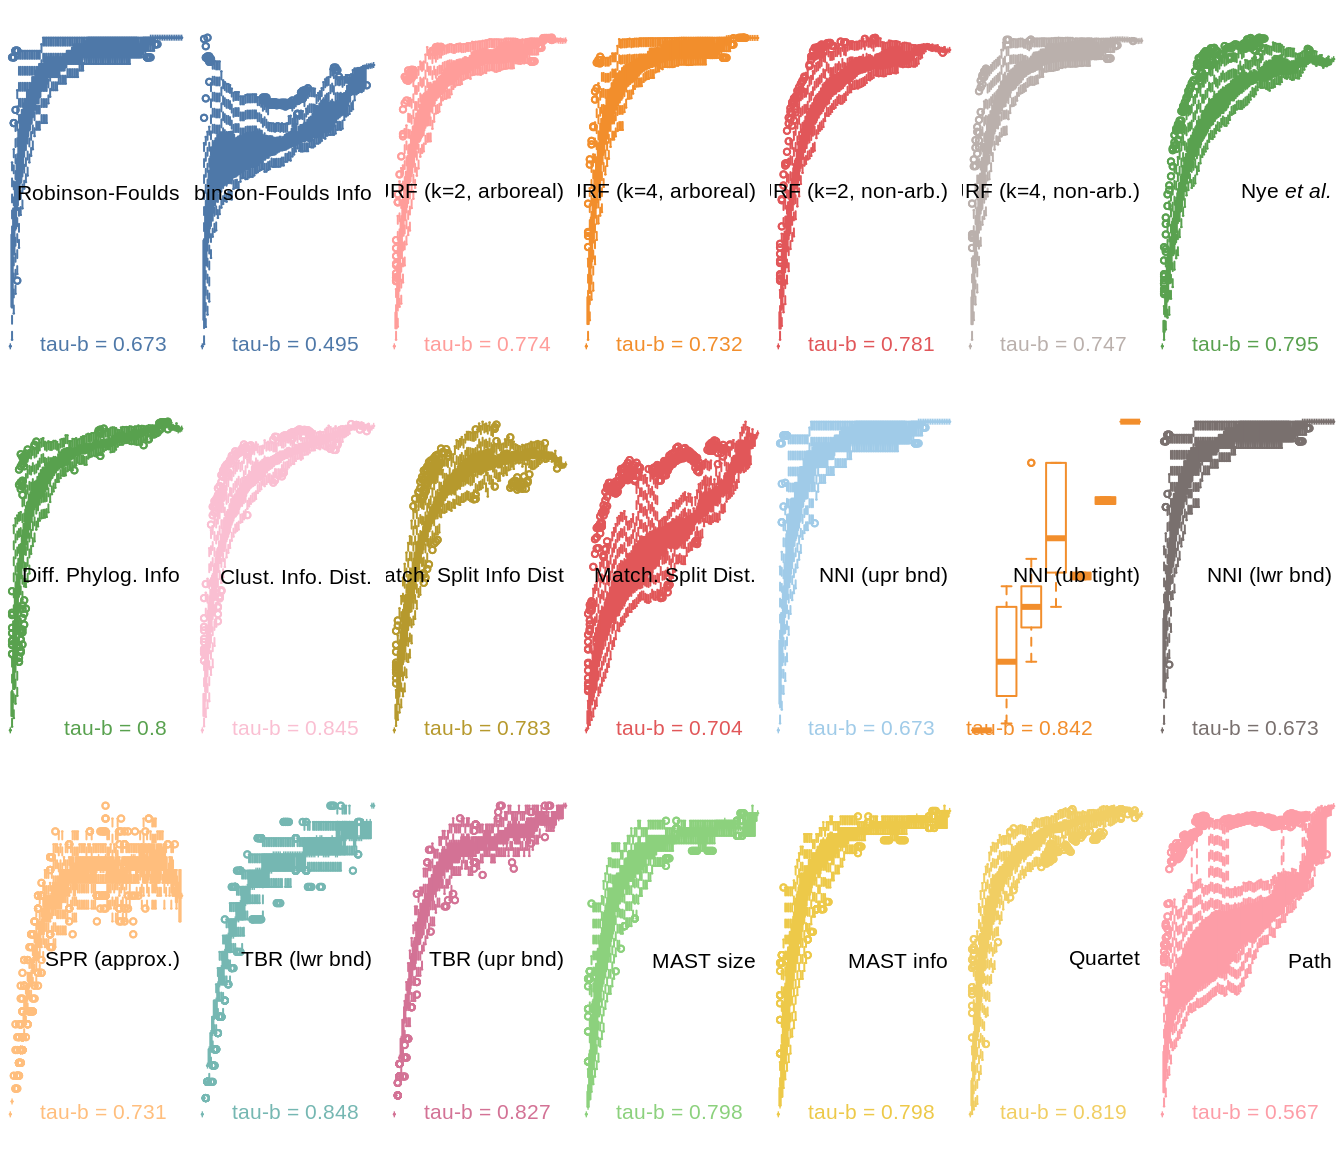 Robinson-Foulds
binson-Foulds Info
JRF (k=2, arboreal)
JRF (k=4, arboreal)
JRF (k=2, non-arb.)
JRF (k=4, non-arb.)
Nye et al.
tau-b = 0.673
tau-b = 0.495
tau-b = 0.774
tau-b = 0.732
tau-b = 0.781
tau-b = 0.747
tau-b = 0.795
Diff. Phylog. Info
Clust. Info. Dist.
atch. Split Info Dist
Match. Split Dist.
NNI (upr bnd)
NNI (ub tight)
NNI (lwr bnd)
tau-b = 0.8
tau-b = 0.845
tau-b = 0.783
tau-b = 0.704
tau-b = 0.673
tau-b = 0.842
tau-b = 0.673
SPR (approx.)
TBR (lwr bnd)
TBR (upr bnd)
MAST size
MAST info
Quartet
Path
tau-b = 0.731
tau-b = 0.848
tau-b = 0.827
tau-b = 0.798
tau-b = 0.798
tau-b = 0.819
tau-b = 0.567